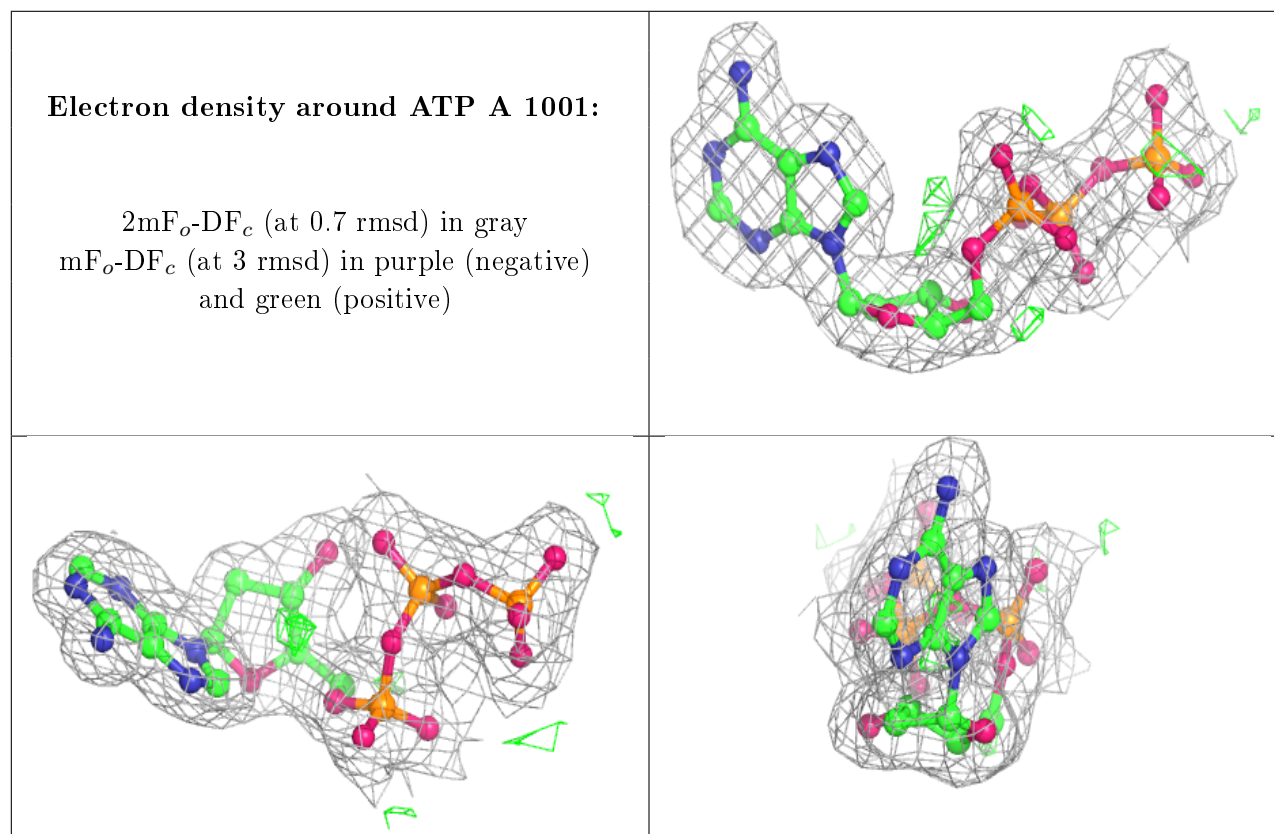 Electron density around ATP A 1001:
2mFo-DFc (at 0.7 rmsd) in gray
mFo-DFc (at 3 rmsd) in purple (negative)
and green (positive)